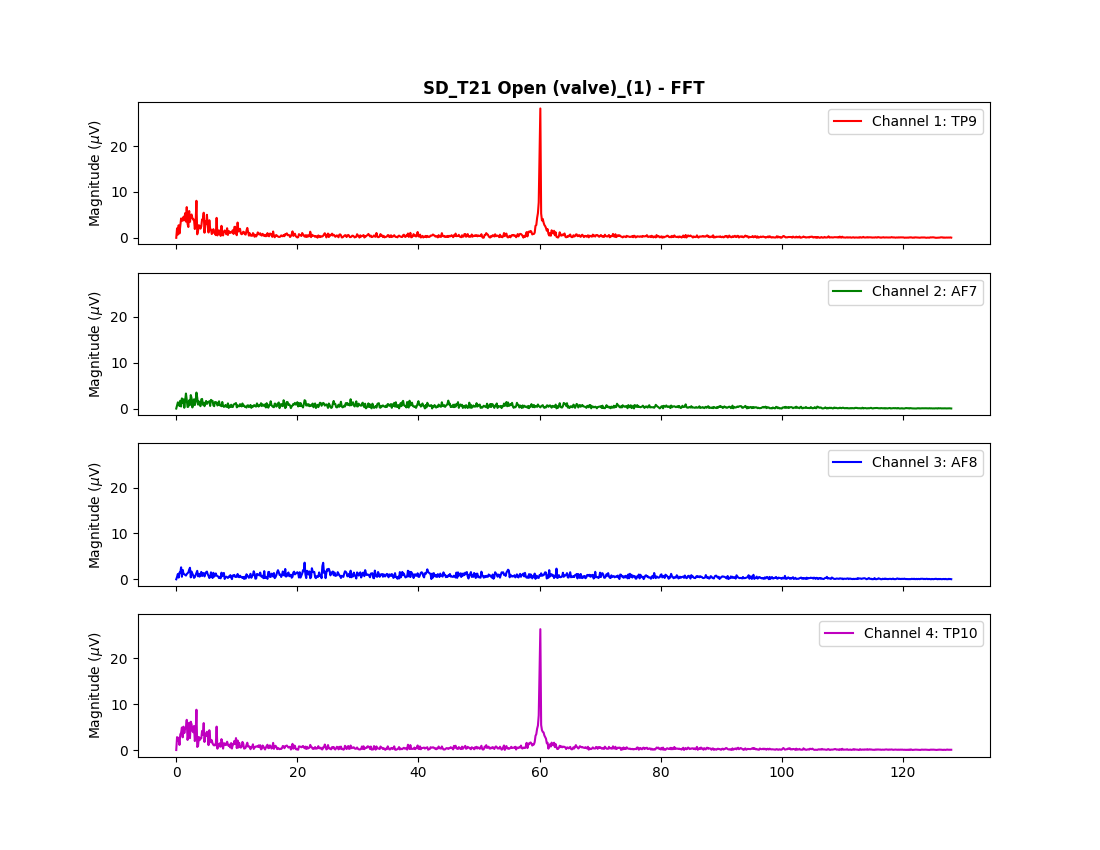 SD_T21 Open (valve)_(1) - FFT
Magnitude (μV)
20
10
0
Channel 1: TP9
Magnitude (μV)
20
10
0
Channel 2: AF7
Magnitude (μV)
20
10
0
Channel 3: AF8
Magnitude (μV)
20
10
0
Channel 4: TP10
0 20 40 60 80 100 120